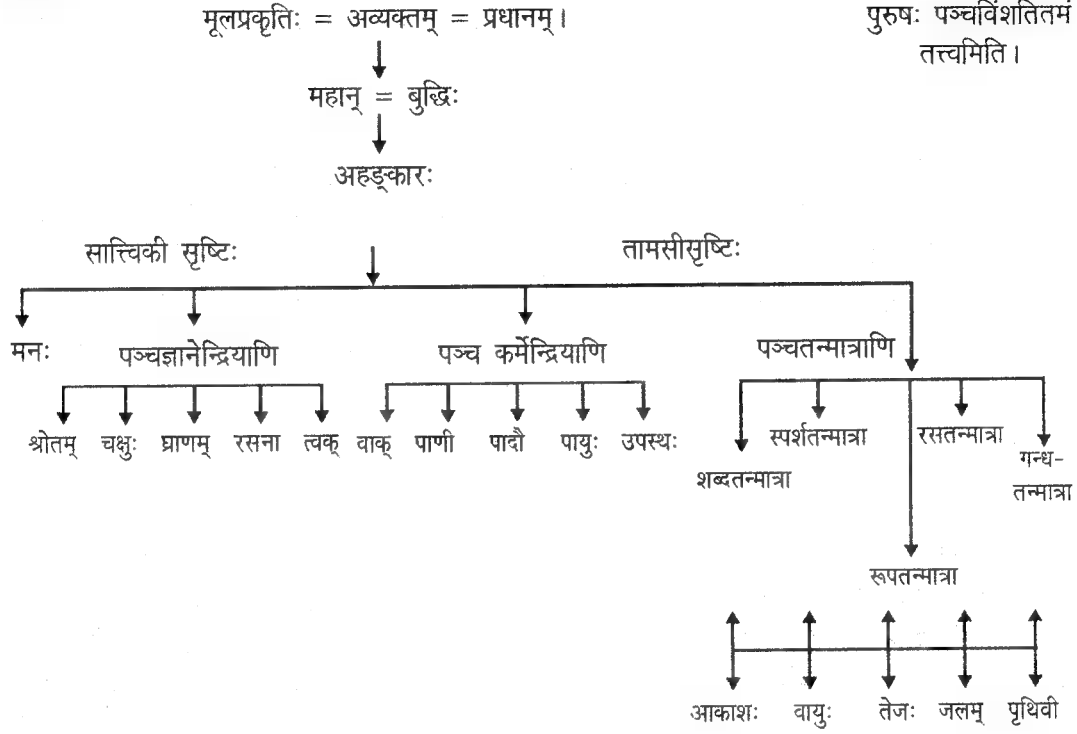 मूलप्रकृतिः = अव्यक्तम् = प्रधानम्।
पुरुषः पञ्चविंशतितमं
तत्त्वमिति।
महान् = बुद्धिः
अहङ्कारः
सात्त्विकी सृष्टिः
तामसीसृष्टिः
मनः
पञ्चज्ञानेन्द्रियाणि
पञ्च कर्मेन्द्रियाणि
पञ्चतन्मात्राणि
श्रोतम् चक्षुः घ्राणम् रसना त्वक् वाक् पाणी पादौ पायुः उपस्थः
शब्दतन्मात्रा
स्पर्शतन्मात्रा
रसतन्मात्रा
गन्ध-
तन्मात्रा
रूपतन्मात्रा
आकाशः वायुः तेजः जलम् पृथिवी